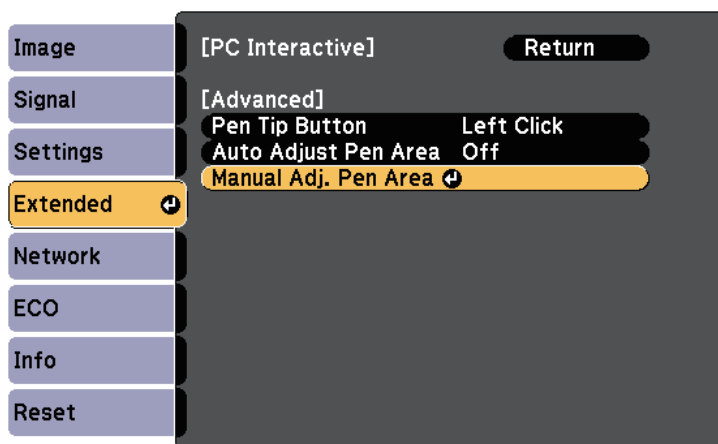 Image
Signal
Settings
Extended
Network
ECO
Info
Reset
[PC Interactive] Return
[Advanced]
Pen Tip Button Left Click
Auto Adjust Pen Area Off
Manual Adj. Pen Area